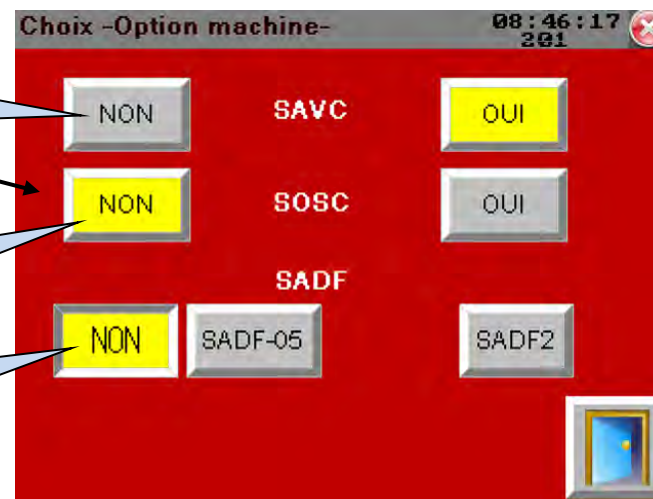 Choix -Option machine-
08:46:17
201
NON SAVC OUI
NON SOSC OUI
SADF
NON SADF-05 SADF2